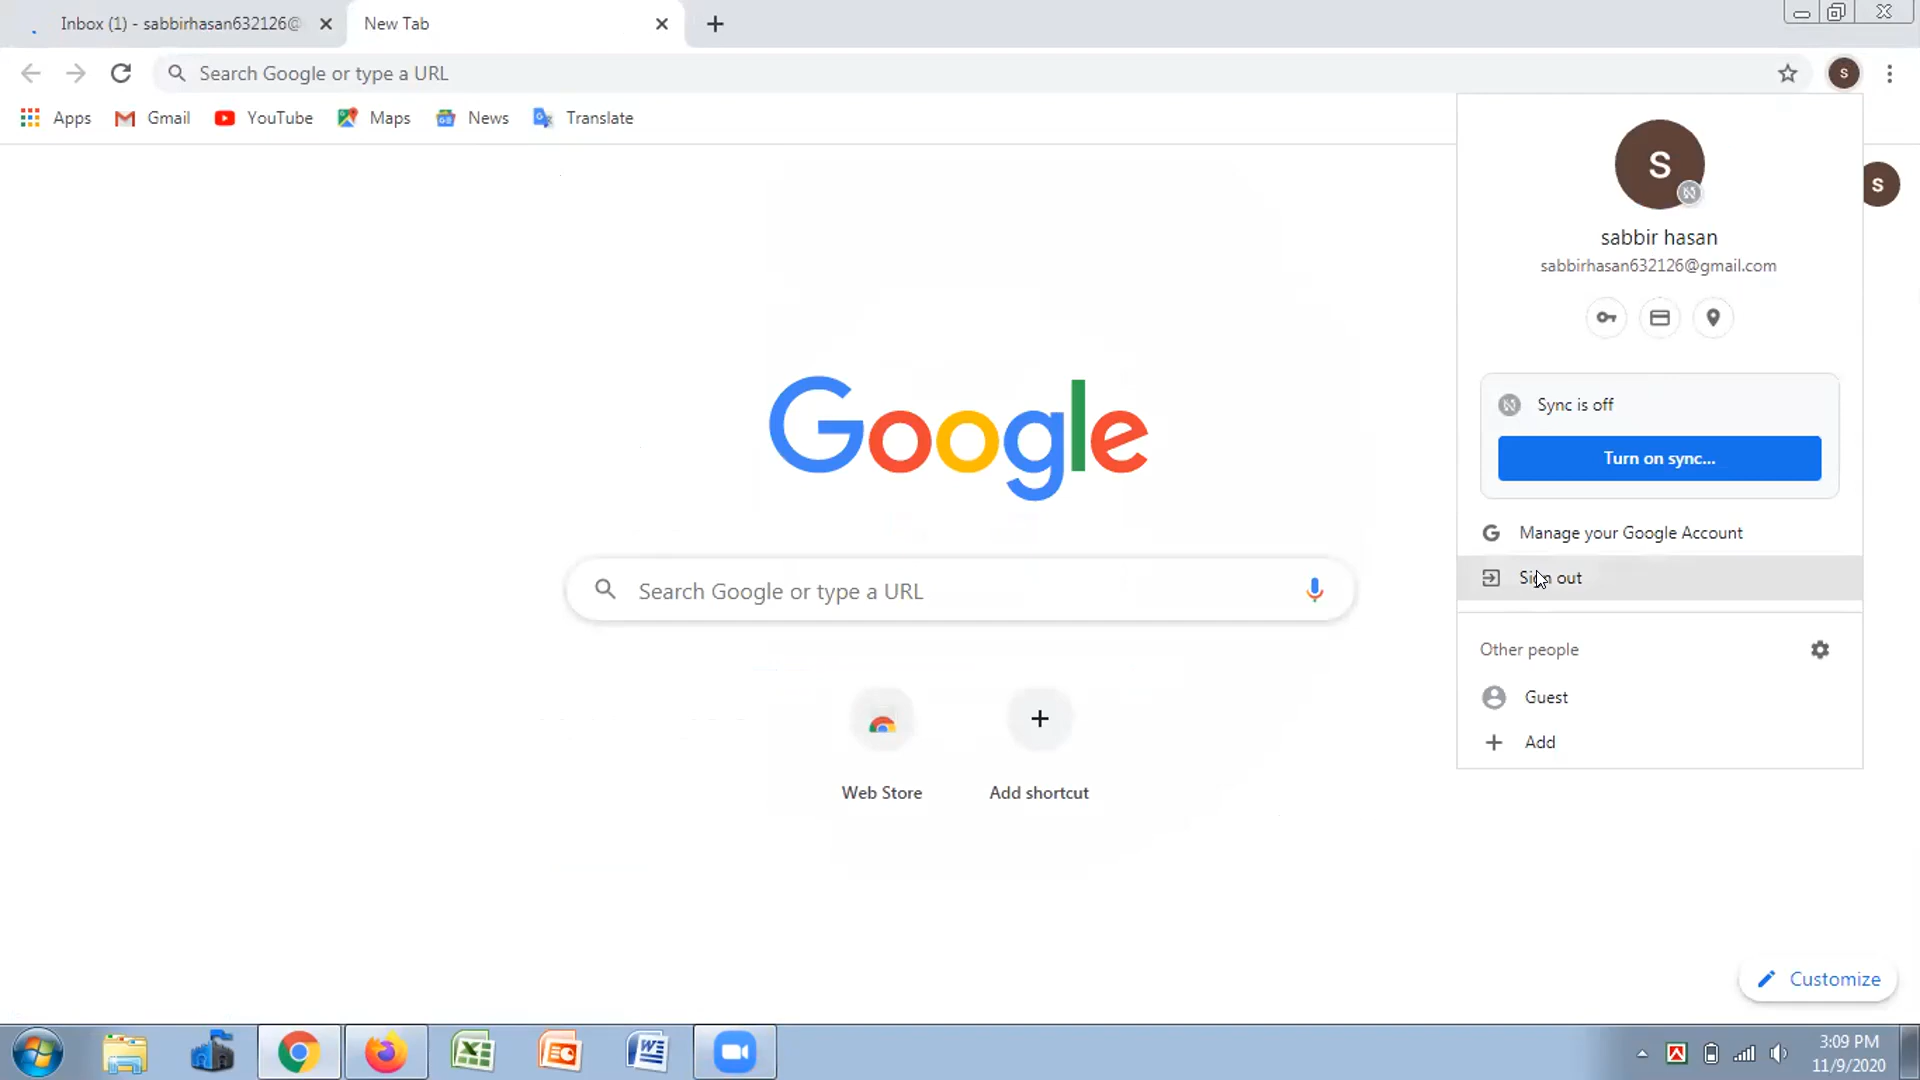 Inbox (1) - sabbirhasan632126@
New Tab
Search Google or type a URL
S
Apps
Gmail
YouTube
Maps
News
Translate
S
S
sabbir hasan
sabbirhasan632126@gmail.com
Sync is off
Turn on sync...
Manage your Google Account
Sign out
Other people
Guest
Add
Google
Search Google or type a URL
Web Store
Add shortcut
Customize
3:09 PM
11/9/2020